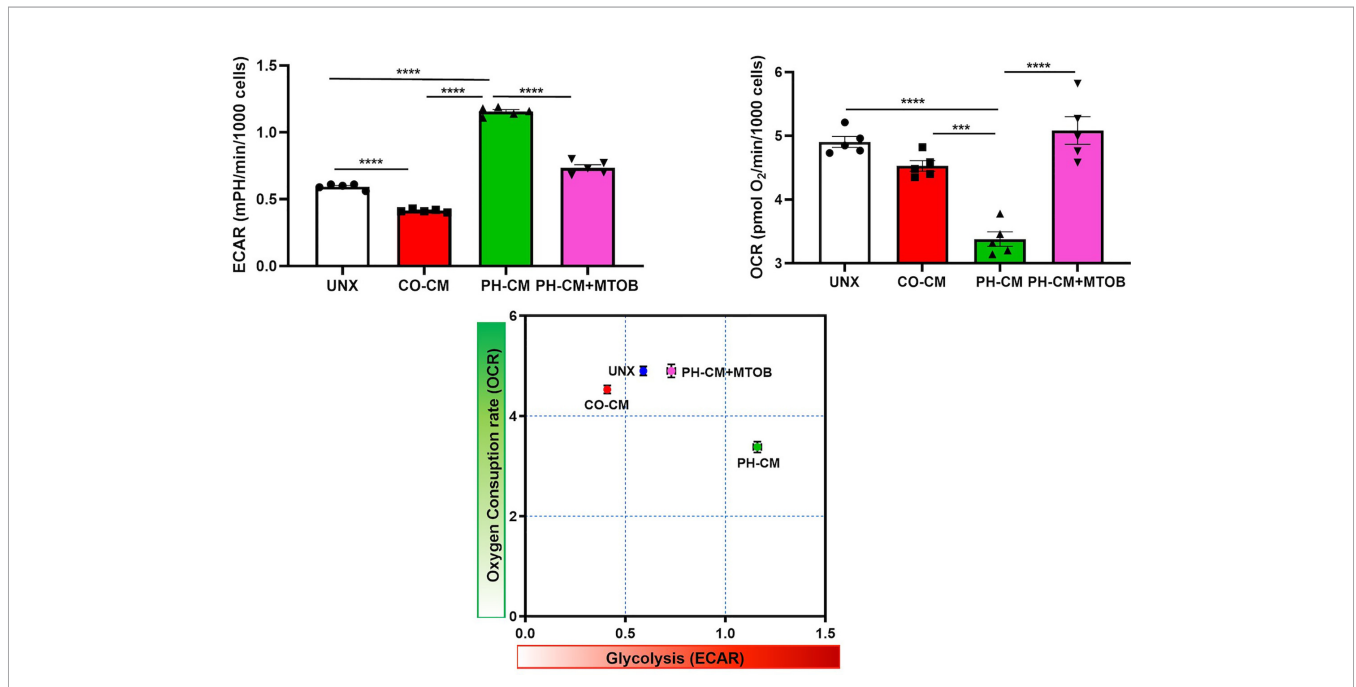 ECAR (mPH/min/1000 cells)
1.5
1.0
0.5
0.0
****
**** ****
****
UNX CO-CM PH-CM PH-CM+MTOB
OCR (pmol O₂/min/1000 cells)
6
5
4
3
****
****
***
UNX CO-CM PH-CM PH-CM+MTOB
Oxygen Consuption rate (OCR)
6
4
2
0
UNX PH-CM+MTOB
CO-CM
PH-CM
0.0 0.5 1.0 1.5
Glycolysis (ECAR)